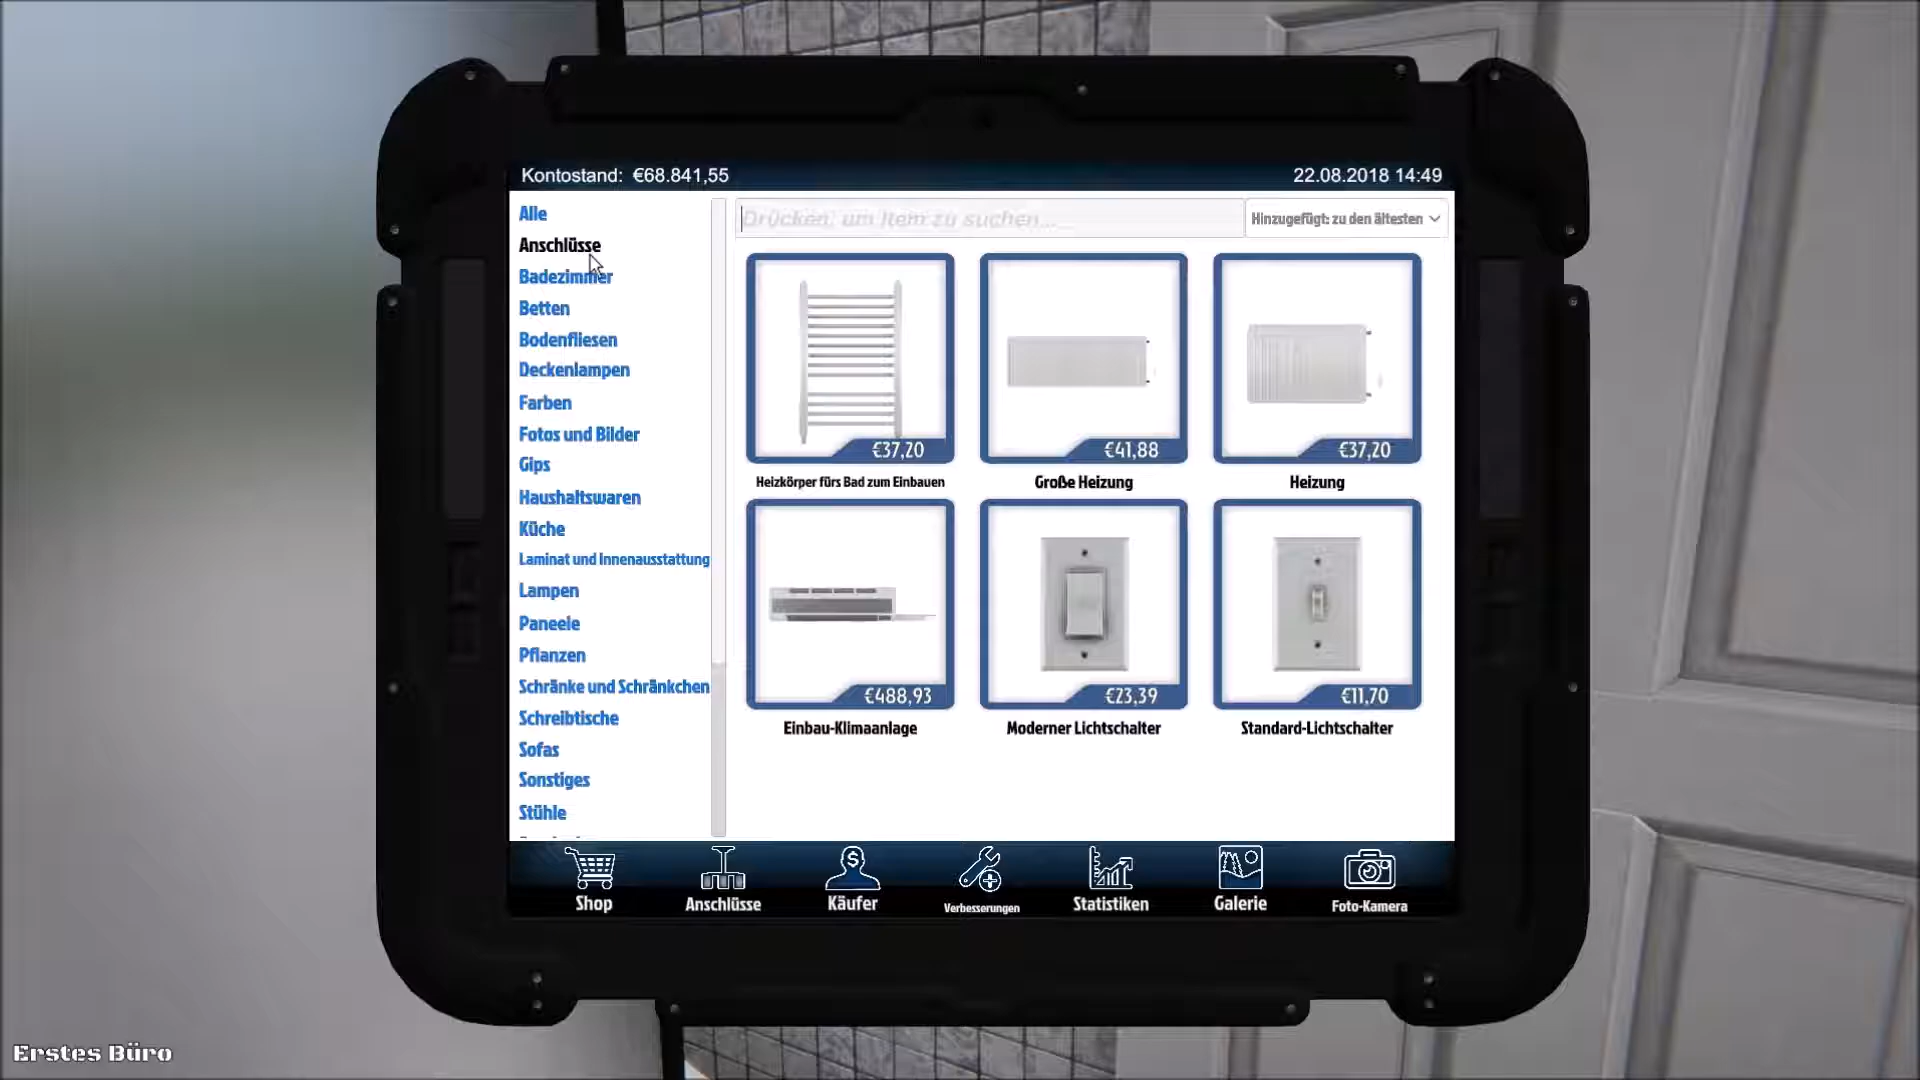 Kontostand: €68.841,55
22.08.2018 14:49
Alle
Anschlüsse
Badezimmer
Betten
Bodenfliesen
Deckenlampen
Farben
Fotos und Bilder
Gips
Haushaltswaren
Küche
Laminat und Innenausstattung
Lampen
Paneele
Pflanzen
Schränke und Schränkchen
Schreibtische
Sofas
Sonstiges
Stühle
Drücken, um Item zu suchen...
Hinzugefügt: zu den ältesten
€37,20
€41,88
€37,20
Heizkörper fürs Bad zum Einbauen
Große Heizung
Heizung
€488,93
€23,39
€11,70
Einbau-Klimaanlage
Moderner Lichtschalter
Standard-Lichtschalter
Shop
Anschlüsse
Käufer
Verbesserungen
Statistiken
Galerie
Foto-Kamera
Erstes Büro